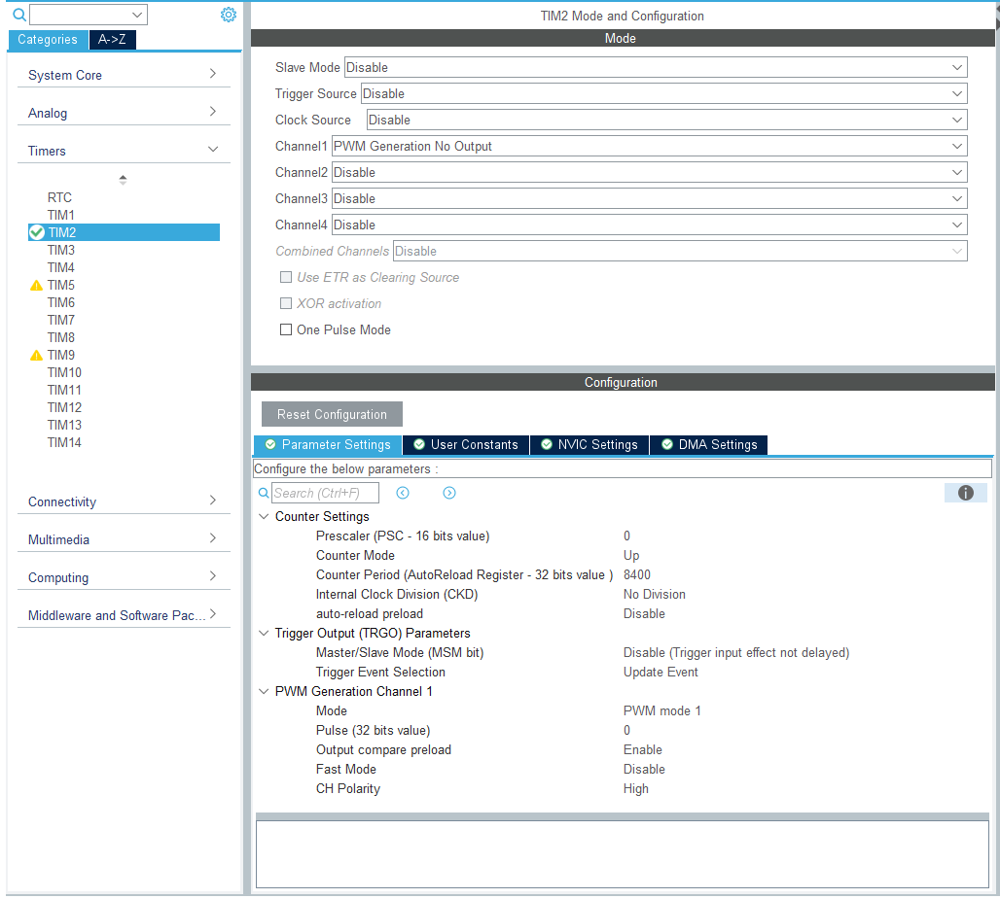 Categories A->Z
System Core
Analog
Timers
RTC
TIM1
TIM2
TIM3
TIM4
TIM5
TIM6
TIM7
TIM8
TIM9
TIM10
TIM11
TIM12
TIM13
TIM14
Connectivity
Multimedia
Computing
Middleware and Software Pac...
TIM2 Mode and Configuration
Mode
Slave Mode Disable
Trigger Source Disable
Clock Source Disable
Channel1 PWM Generation No Output
Channel2 Disable
Channel3 Disable
Channel4 Disable
Combined Channels Disable
Use ETR as Clearing Source
XOR activation
One Pulse Mode
Configuration
Reset Configuration
Parameter Settings User Constants NVIC Settings DMA Settings
Configure the below parameters :
Search (Ctrl+F)
Counter Settings
Prescaler (PSC - 16 bits value) 0
Counter Mode Up
Counter Period (AutoReload Register - 32 bits value ) 8400
Internal Clock Division (CKD) No Division
auto-reload preload Disable
Trigger Output (TRGO) Parameters
Master/Slave Mode (MSM bit) Disable (Trigger input effect not delayed)
Trigger Event Selection Update Event
PWM Generation Channel 1
Mode PWM mode 1
Pulse (32 bits value) 0
Output compare preload Enable
Fast Mode Disable
CH Polarity High